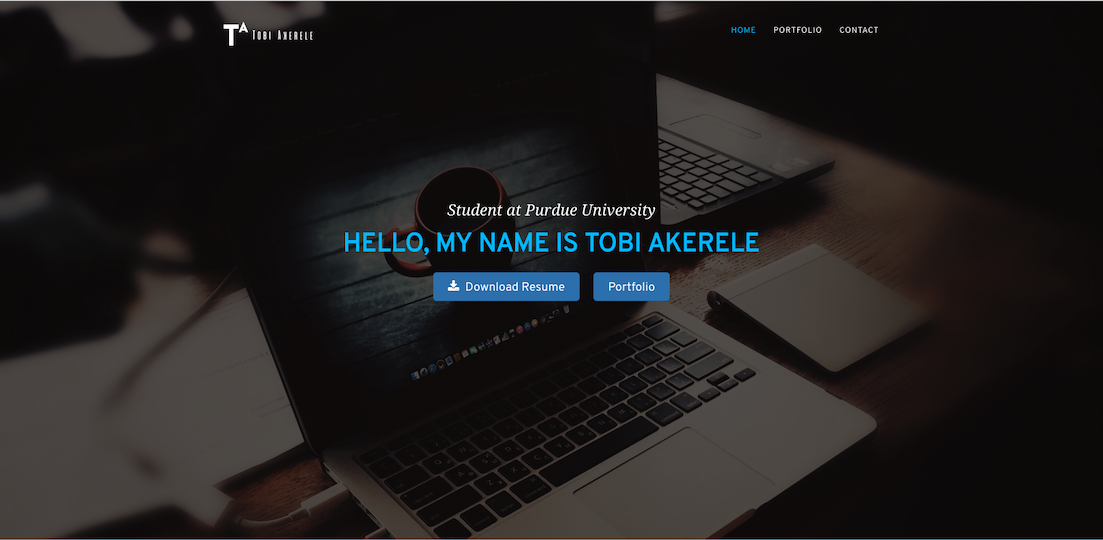 TA TOBI AKERELE
HOME PORTFOLIO CONTACT
Student at Purdue University
HELLO, MY NAME IS TOBI AKERELE
Download Resume Portfolio